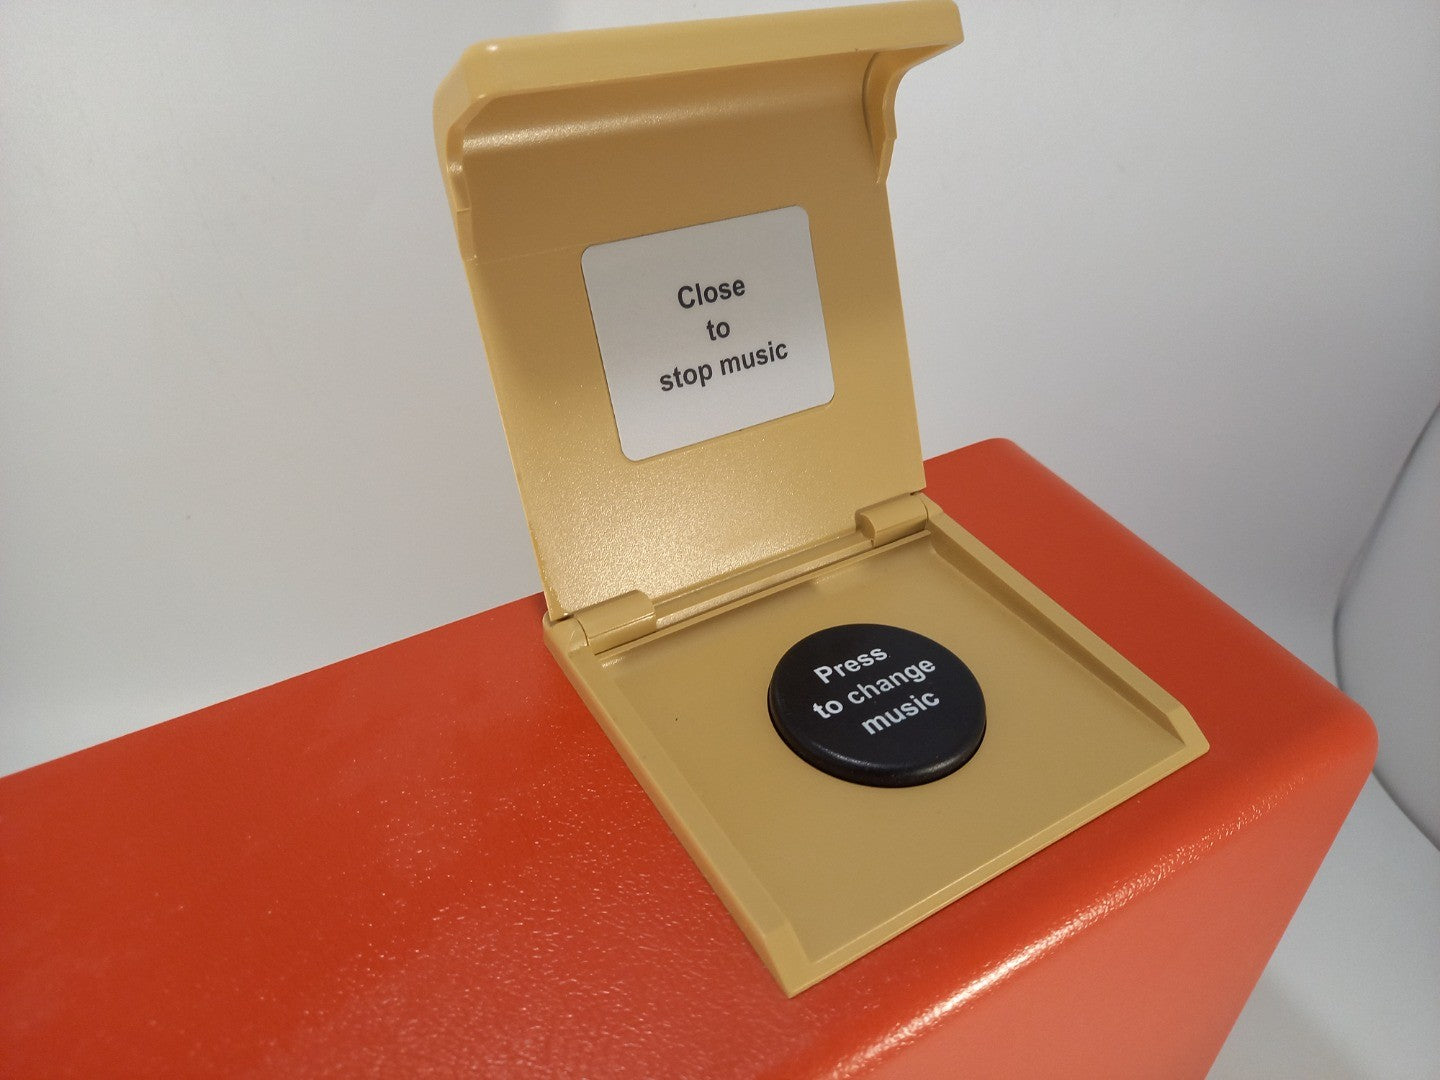 Close
to
stop music
Press
to change
music